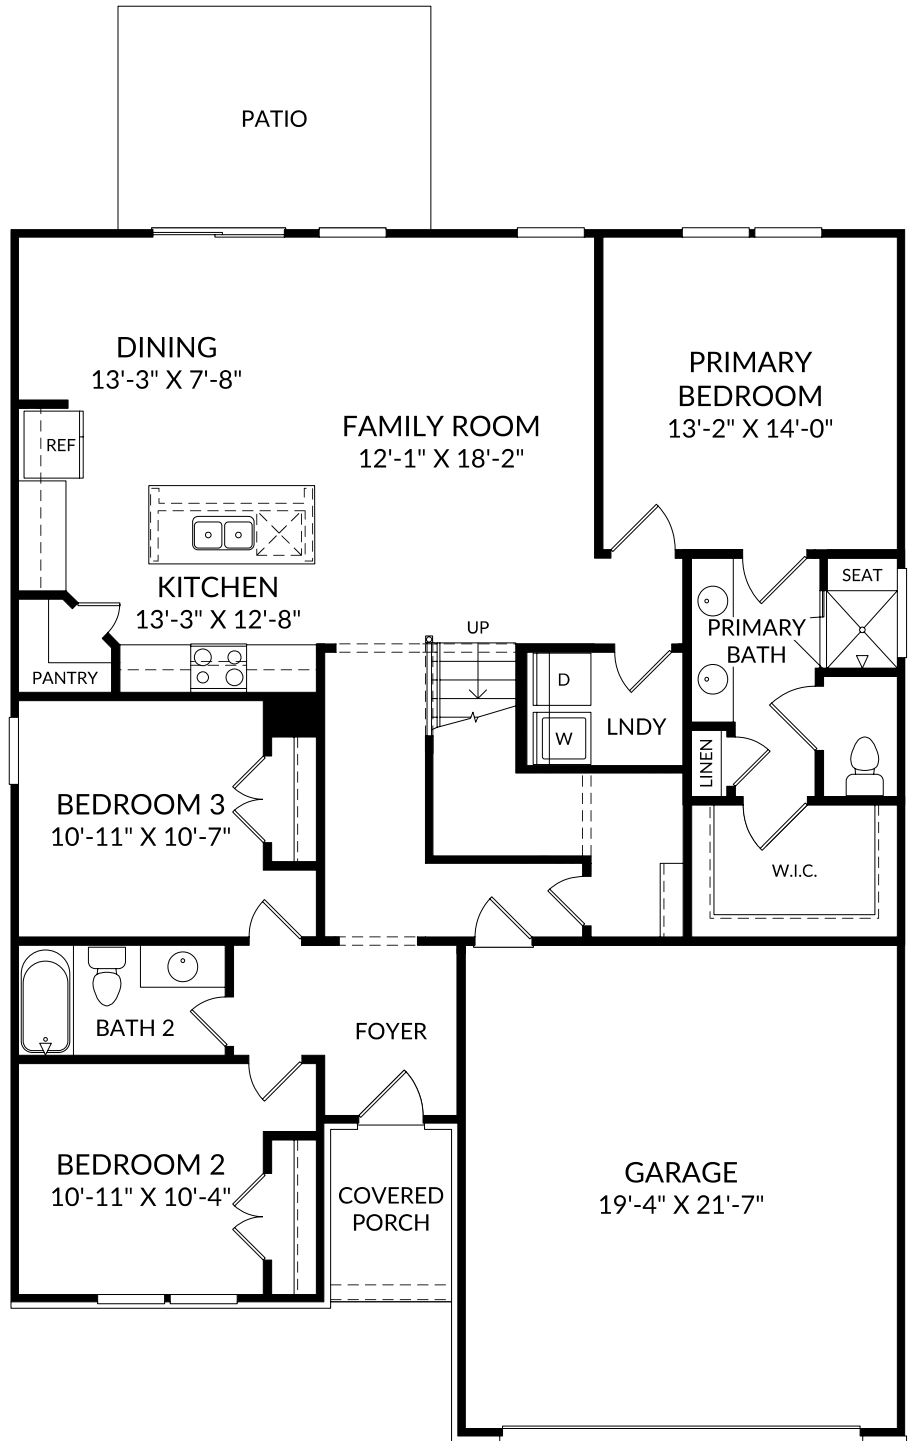 PATIO
DINING
13'-3" X 7'-8"
PRIMARY
BEDROOM
13'-2" X 14'-0"
FAMILY ROOM
12'-1" X 18'-2"
REF
KITCHEN
13'-3" X 12'-8"
SEAT
UP
PRIMARY
BATH
PANTRY
D
W
LNDY
LINEN
BEDROOM 3
10'-11" X 10'-7"
W.I.C.
BATH 2
FOYER
BEDROOM 2
10'-11" X 10'-4"
COVERED
PORCH
GARAGE
19'-4" X 21'-7"